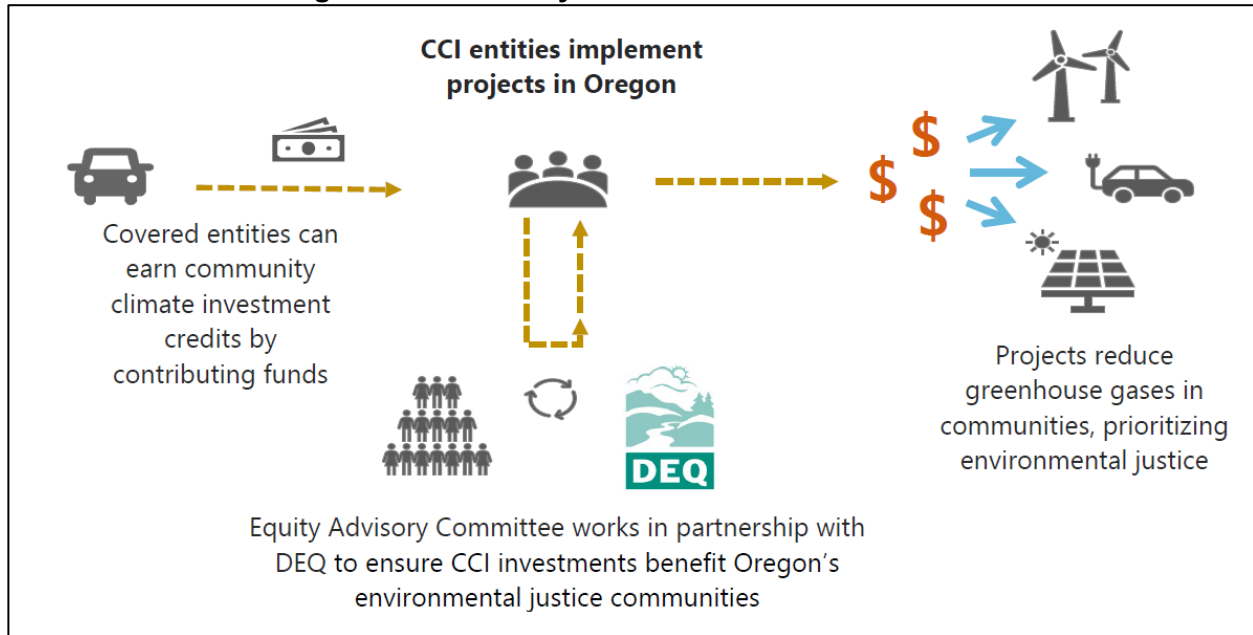 CCI entities implement
projects in Oregon
$
$
$
Covered entities can
earn community
climate investment
credits by
contributing funds
DEQ
Projects reduce
greenhouse gases in
communities, prioritizing
environmental justice
Equity Advisory Committee works in partnership with
DEQ to ensure CCI investments benefit Oregon's
environmental justice communities